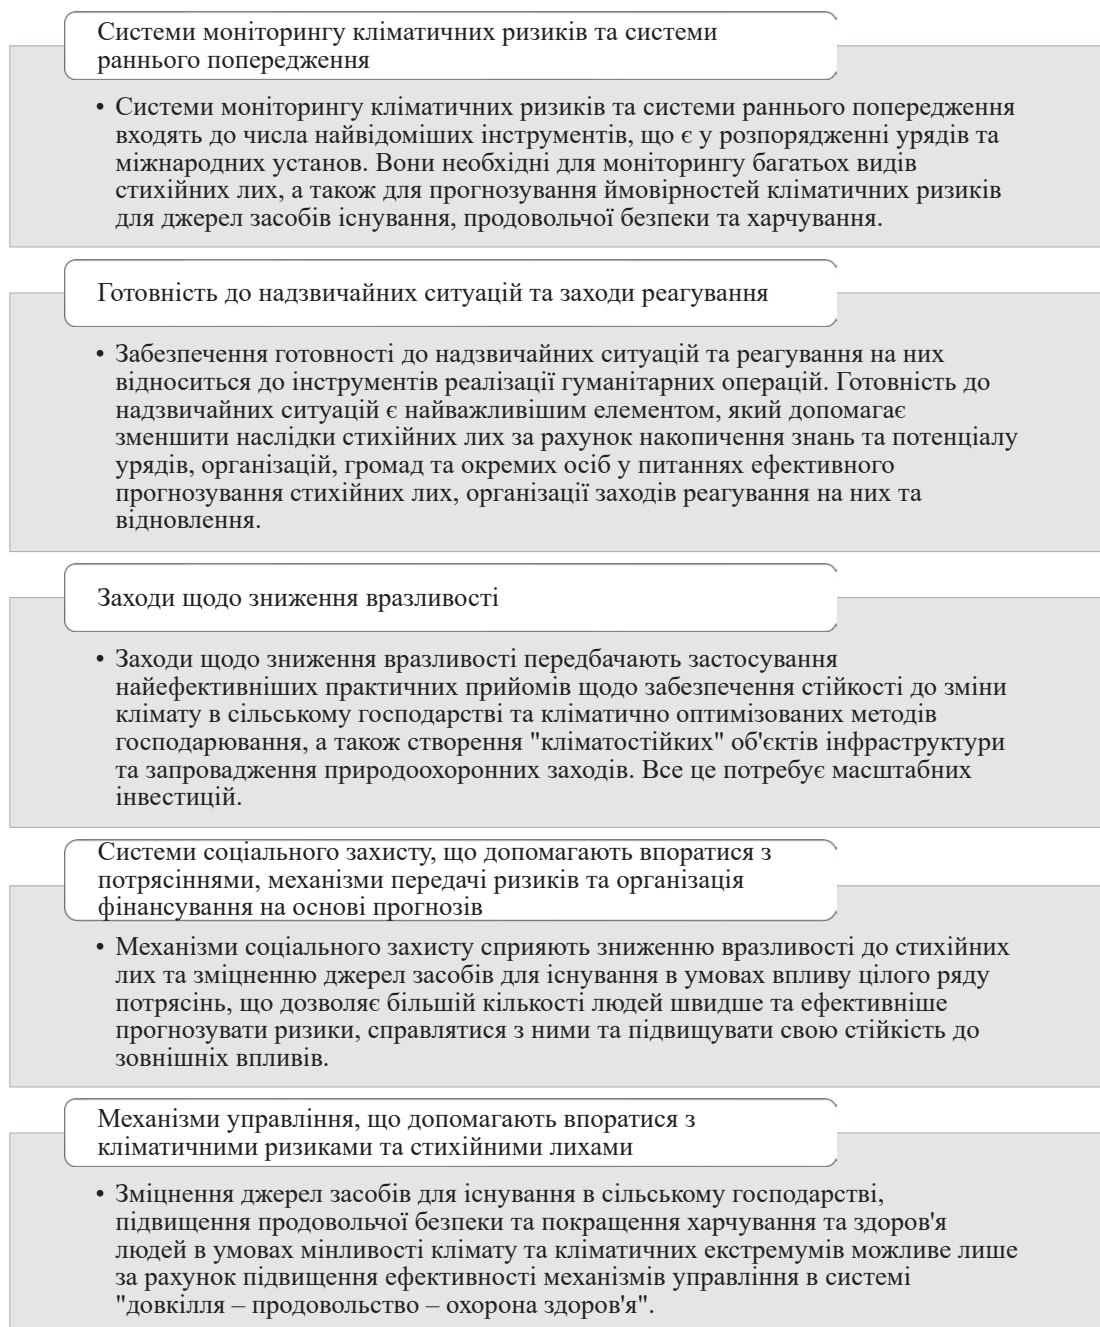 Системи моніторингу кліматичних ризиків та системи
раннього попередження
• Системи моніторингу кліматичних ризиків та системи раннього попередження
входять до числа найвідоміших інструментів, що є у розпорядженні урядів та
міжнародних установ. Вони необхідні для моніторингу багатьох видів
стихійних лих, а також для прогнозування ймовірностей кліматичних ризиків
для джерел засобів існування, продовольчої безпеки та харчування.
Готовність до надзвичайних ситуацій та заходи реагування
• Забезпечення готовності до надзвичайних ситуацій та реагування на них
відноситься до інструментів реалізації гуманітарних операцій. Готовність до
надзвичайних ситуацій є найважливішим елементом, який допомагає
зменшити наслідки стихійних лих за рахунок накопичення знань та потенціалу
урядів, організацій, громад та окремих осіб у питаннях ефективного
прогнозування стихійних лих, організації заходів реагування на них та
відновлення.
Заходи щодо зниження вразливості
• Заходи щодо зниження вразливості передбачають застосування
найефективніших практичних прийомів щодо забезпечення стійкості до зміни
клімату в сільському господарстві та кліматично оптимізованих методів
господарювання, а також створення "кліматостійких" об'єктів інфраструктури
та запровадження природоохоронних заходів. Все це потребує масштабних
інвестицій.
Системи соціального захисту, що допомагають впоратися з
потрясіннями, механізми передачі ризиків та організація
фінансування на основі прогнозів
• Механізми соціального захисту сприяють зниженню вразливості до стихійних
лих та зміцненню джерел засобів для існування в умовах впливу цілого ряду
потрясінь, що дозволяє більшій кількості людей швидше та ефективніше
прогнозувати ризики, справлятися з ними та підвищувати свою стійкість до
зовнішніх впливів.
Механізми управління, що допомагають впоратися з
кліматичними ризиками та стихійними лихами
• Зміцнення джерел засобів для існування в сільському господарстві,
підвищення продовольчої безпеки та покращення харчування та здоров'я
людей в умовах мінливості клімату та кліматичних екстремумів можливе лише
за рахунок підвищення ефективності механізмів управління в системі
"довкілля – продовольство – охорона здоров'я".